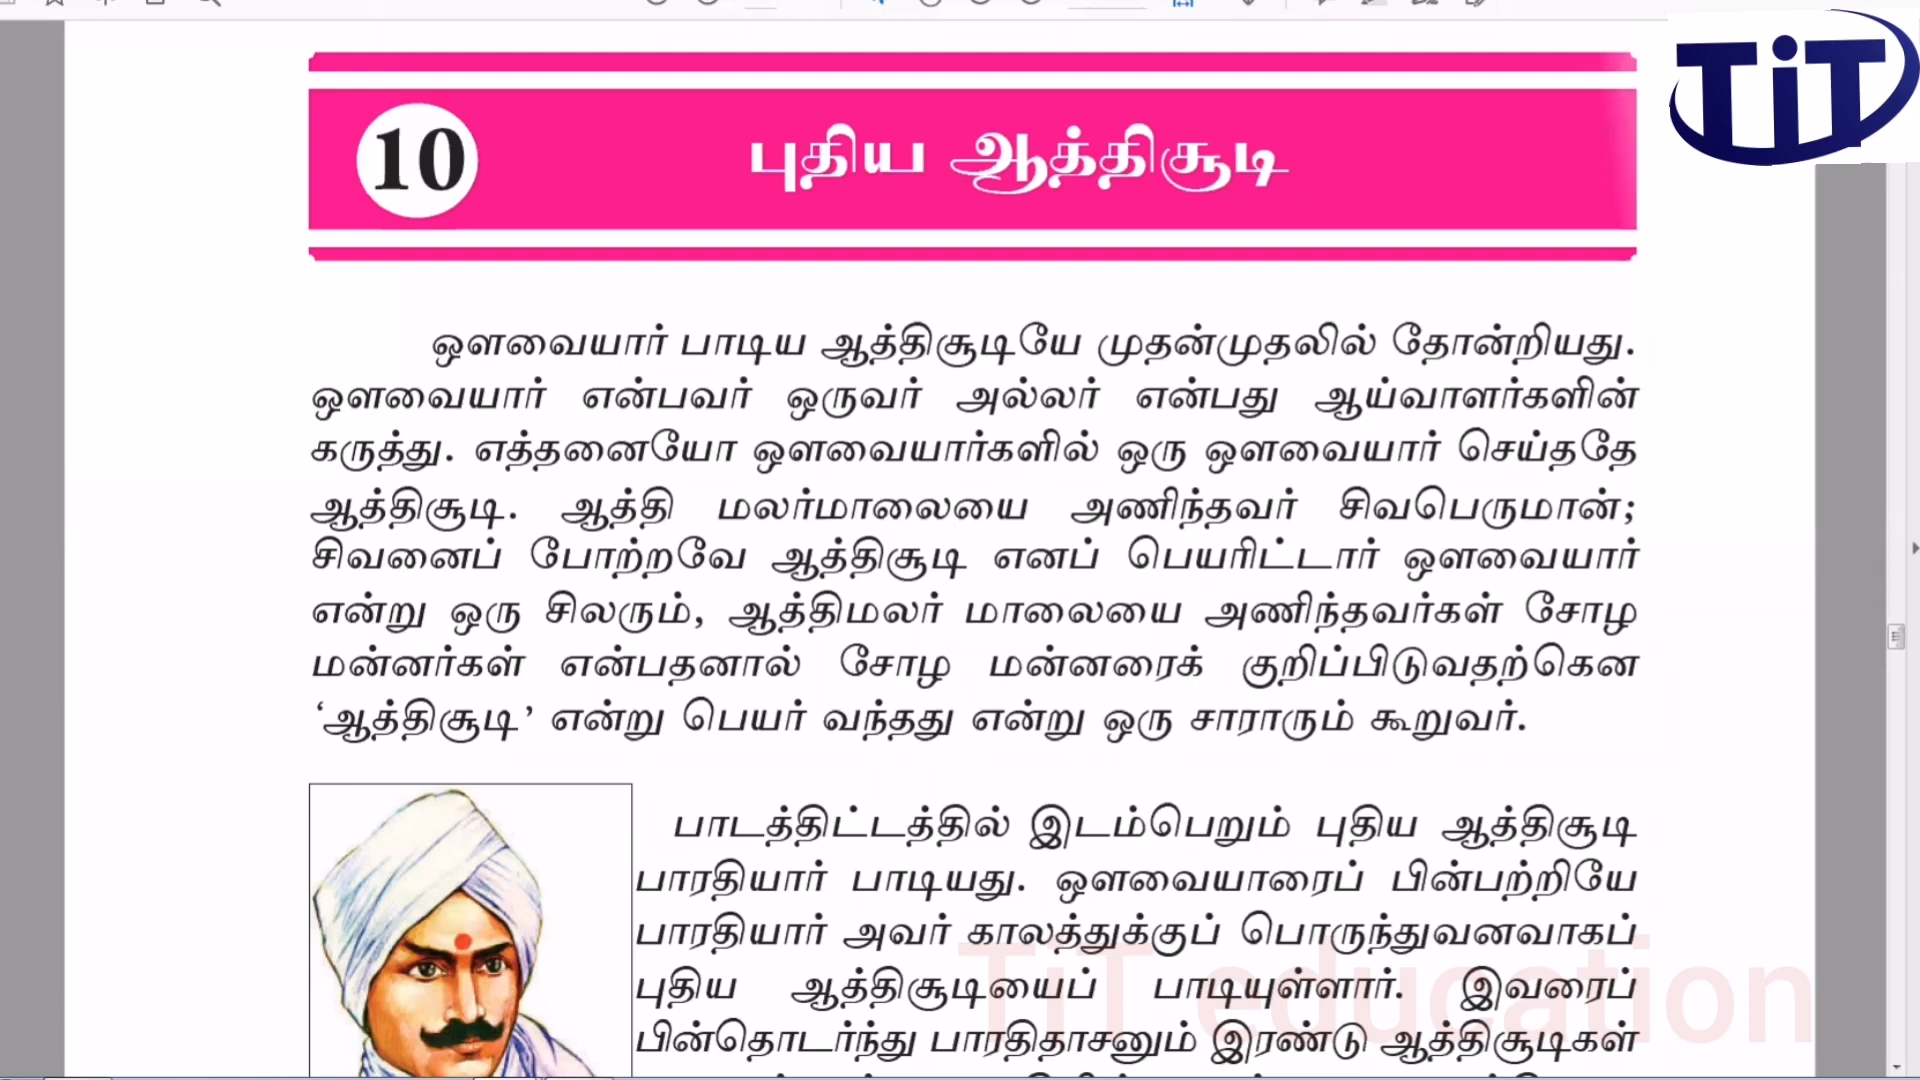 TiT
10
புதிய ஆத்திசூடி
ஔவையார் பாடிய ஆத்திசூடியே முதன்முதலில் தோன்றியது.
ஔவையார் என்பவர் ஒருவர் அல்லர் என்பது ஆய்வாளர்களின்
கருத்து. எத்தனையோ ஔவையார்களில் ஒரு ஔவையார் செய்ததே
ஆத்திசூடி. ஆத்தி மலர்மாலையை அணிந்தவர் சிவபெருமான்;
சிவனைப் போற்றவே ஆத்திசூடி எனப் பெயரிட்டார் ஔவையார்
என்று ஒரு சிலரும், ஆத்திமலர் மாலையை அணிந்தவர்கள் சோழ
மன்னர்கள் என்பதனால் சோழ மன்னரைக் குறிப்பிடுவதற்கென
‘ஆத்திசூடி’ என்று பெயர் வந்தது என்று ஒரு சாராரும் கூறுவர்.
பாடத்திட்டத்தில் இடம்பெறும் புதிய ஆத்திசூடி
பாரதியார் பாடியது. ஔவையாரைப் பின்பற்றியே
பாரதியார் அவர் காலத்துக்குப் பொருந்துவனவாகப்
புதிய ஆத்திசூடியைப் பாடியுள்ளார். இவரைப்
பின்தொடர்ந்து பாரதிதாசனும் இரண்டு ஆத்திசூடிகள்
TiT education